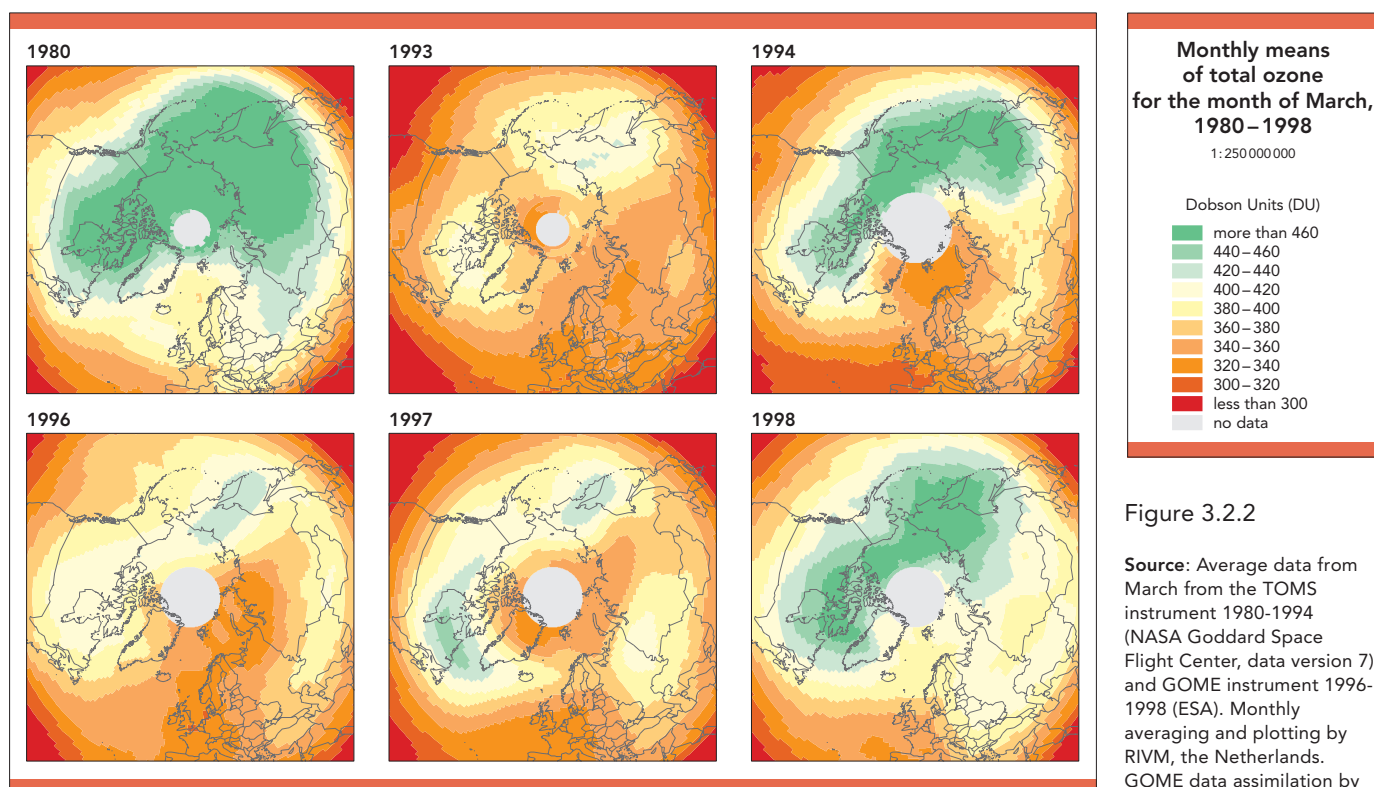 1980
1993
1994
1996
1997
1998
Monthly means
of total ozone
for the month of March,
1980–1998
1:250 000 000
Dobson Units (DU)
more than 460
440–460
420–440
400–420
380–400
360–380
340–360
320–340
300–320
less than 300
no data
Figure 3.2.2
Source: Average data from
March from the TOMS
instrument 1980-1994
(NASA Goddard Space
Flight Center, data version 7)
and GOME instrument 1996-
1998 (ESA). Monthly
averaging and plotting by
RIVM, the Netherlands.
GOME data assimilation by